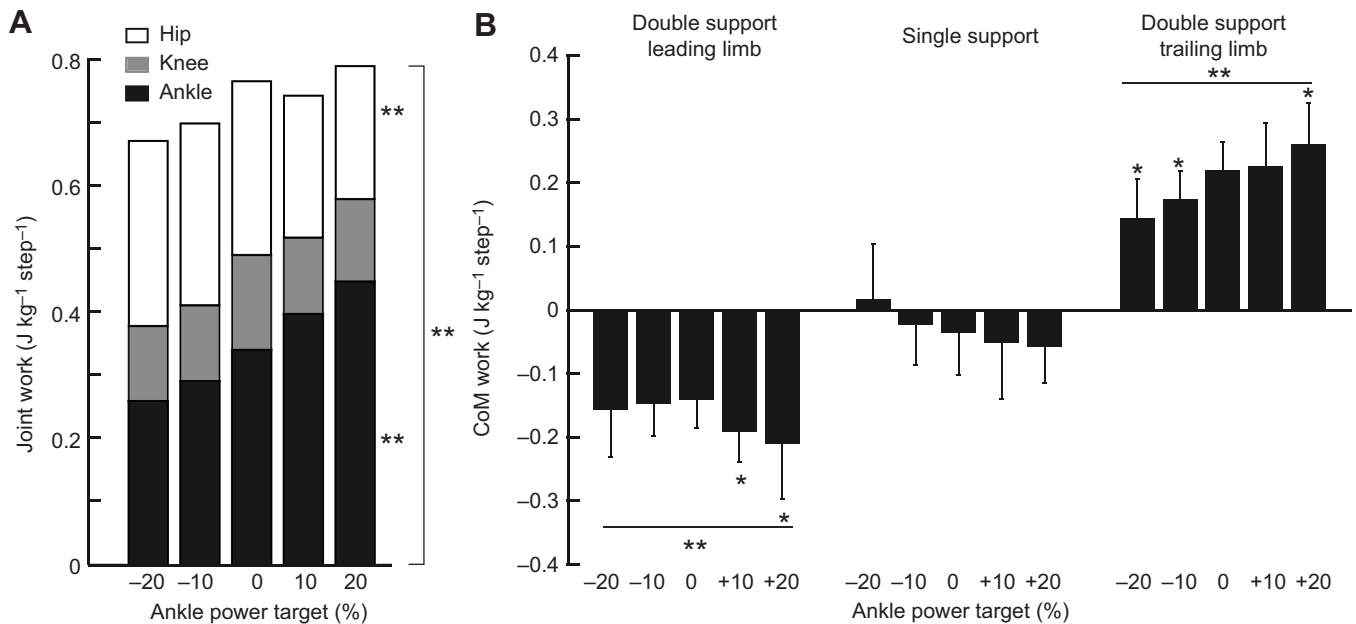 A
Hip
Knee
Ankle
0.8
0.6
0.4
0.2
0
Joint work (J kg⁻¹ step⁻¹)
**
**
**
–20 –10 0 10 20
Ankle power target (%)
B
Double support
leading limb
Single support
Double support
trailing limb
0.4
0.3
0.2
0.1
0
–0.1
–0.2
–0.3
–0.4
CoM work (J kg⁻¹ step⁻¹)
**
*
*
*
*
*
**
–20 –10 0 +10 +20
–20 –10 0 +10 +20
–20 –10 0 +10 +20
Ankle power target (%)